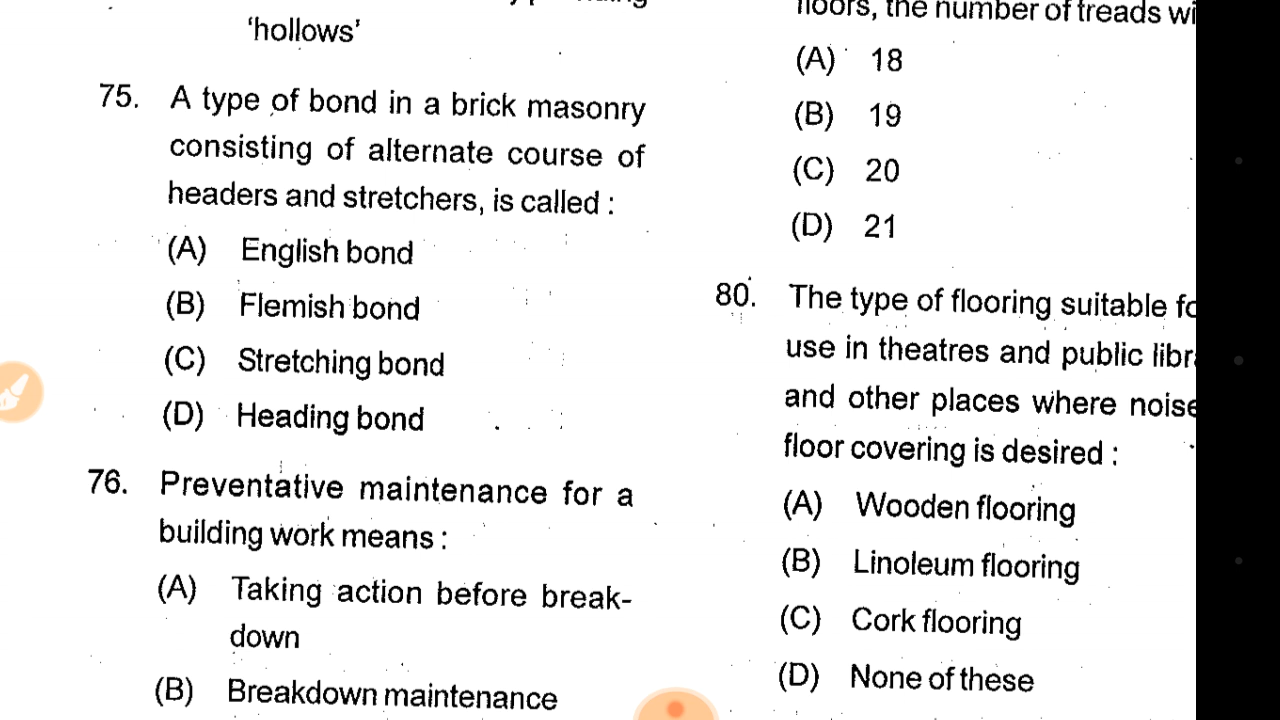 'hollows'
75. A type of bond in a brick masonry
consisting of alternate course of
headers and stretchers, is called :
(A) English bond
(B) Flemish bond
(C) Stretching bond
(D) Heading bond
76. Preventative maintenance for a
building work means :
(A) Taking action before break-
down
(B) Breakdown maintenance
floors, the number of treads wi
(A) 18
(B) 19
(C) 20
(D) 21
80. The type of flooring suitable fo
use in theatres and public libr
and other places where noise
floor covering is desired :
(A) Wooden flooring
(B) Linoleum flooring
(C) Cork flooring
(D) None of these